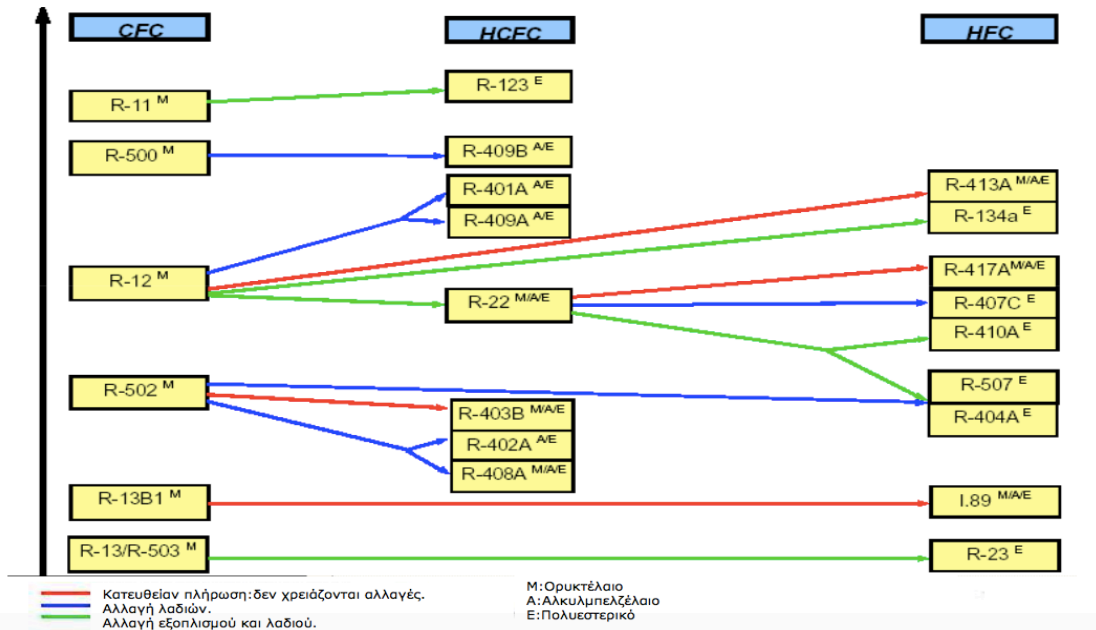 CFC
HCFC
HFC
R-11 M
R-123 E
R-500 M
R-409B A/E
R-401A A/E
R-409A A/E
R-413A M/A/E
R-134a E
R-12 M
R-22 M/A/E
R-417A M/A/E
R-407C E
R-410A E
R-502 M
R-507 E
R-404A E
R-403B M/A/E
R-402A A/E
R-408A M/A/E
R-13B1 M
I.89 M/A/E
R-13/R-503 M
R-23 E
Κατευθείαν πλήρωση:δεν χρειάζονται αλλαγές.
Αλλαγή λαδιών.
Αλλαγή εξοπλισμού και λαδιού.
Μ:Ορυκτέλαιο
Α:Αλκυλμπελζέλαιο
Ε:Πολυεστερικό